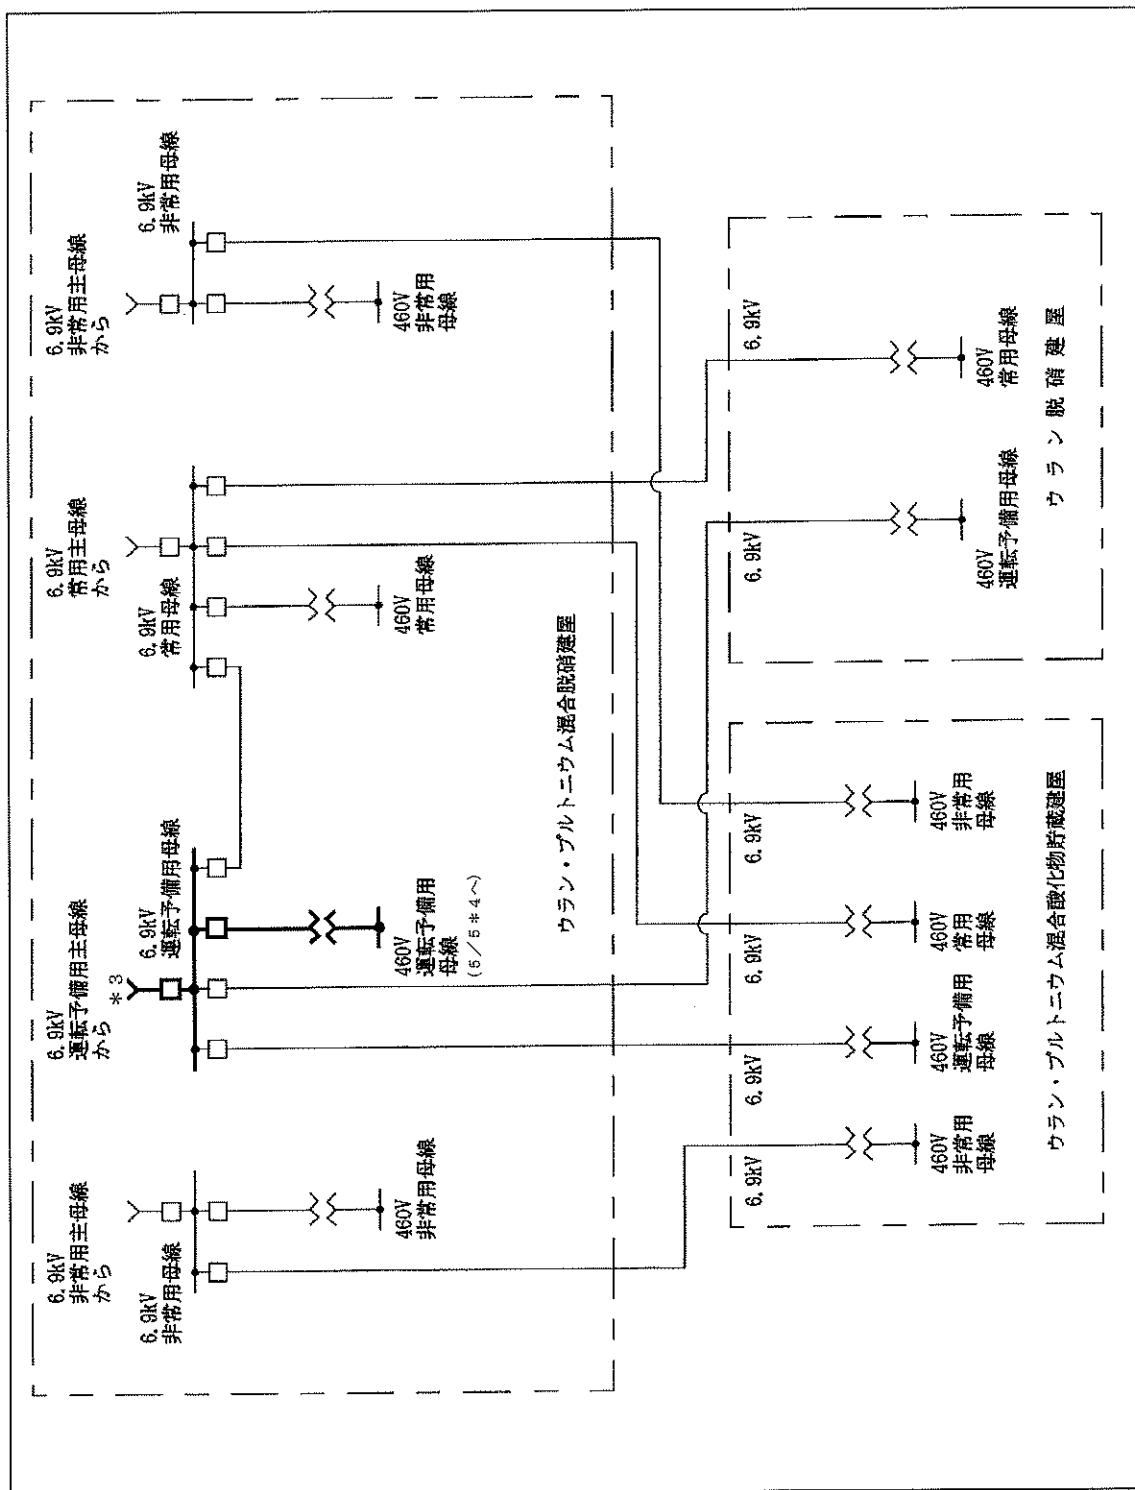 6.9kV
非常用主母線
から
6.9kV
非常用母線
460V
非常用母線
6.9kV
運転予備用主母線
から
*3
6.9kV
運転予備用母線
460V
運転予備用
母線
(5/5*4へ)
6.9kV
常用主母線
から
6.9kV
常用母線
460V
常用母線
6.9kV
非常用主母線
から
6.9kV
非常用母線
460V
非常用
母線
ウラン・プルトニウム混合脱硝建屋
6.9kV
460V
非常用
母線
6.9kV
460V
運転予備用
母線
6.9kV
460V
常用
母線
6.9kV
460V
非常用
母線
ウラン・プルトニウム混合酸化物貯蔵建屋
6.9kV
460V
運転予備用母線
6.9kV
460V
常用母線
ウラン脱硝建屋